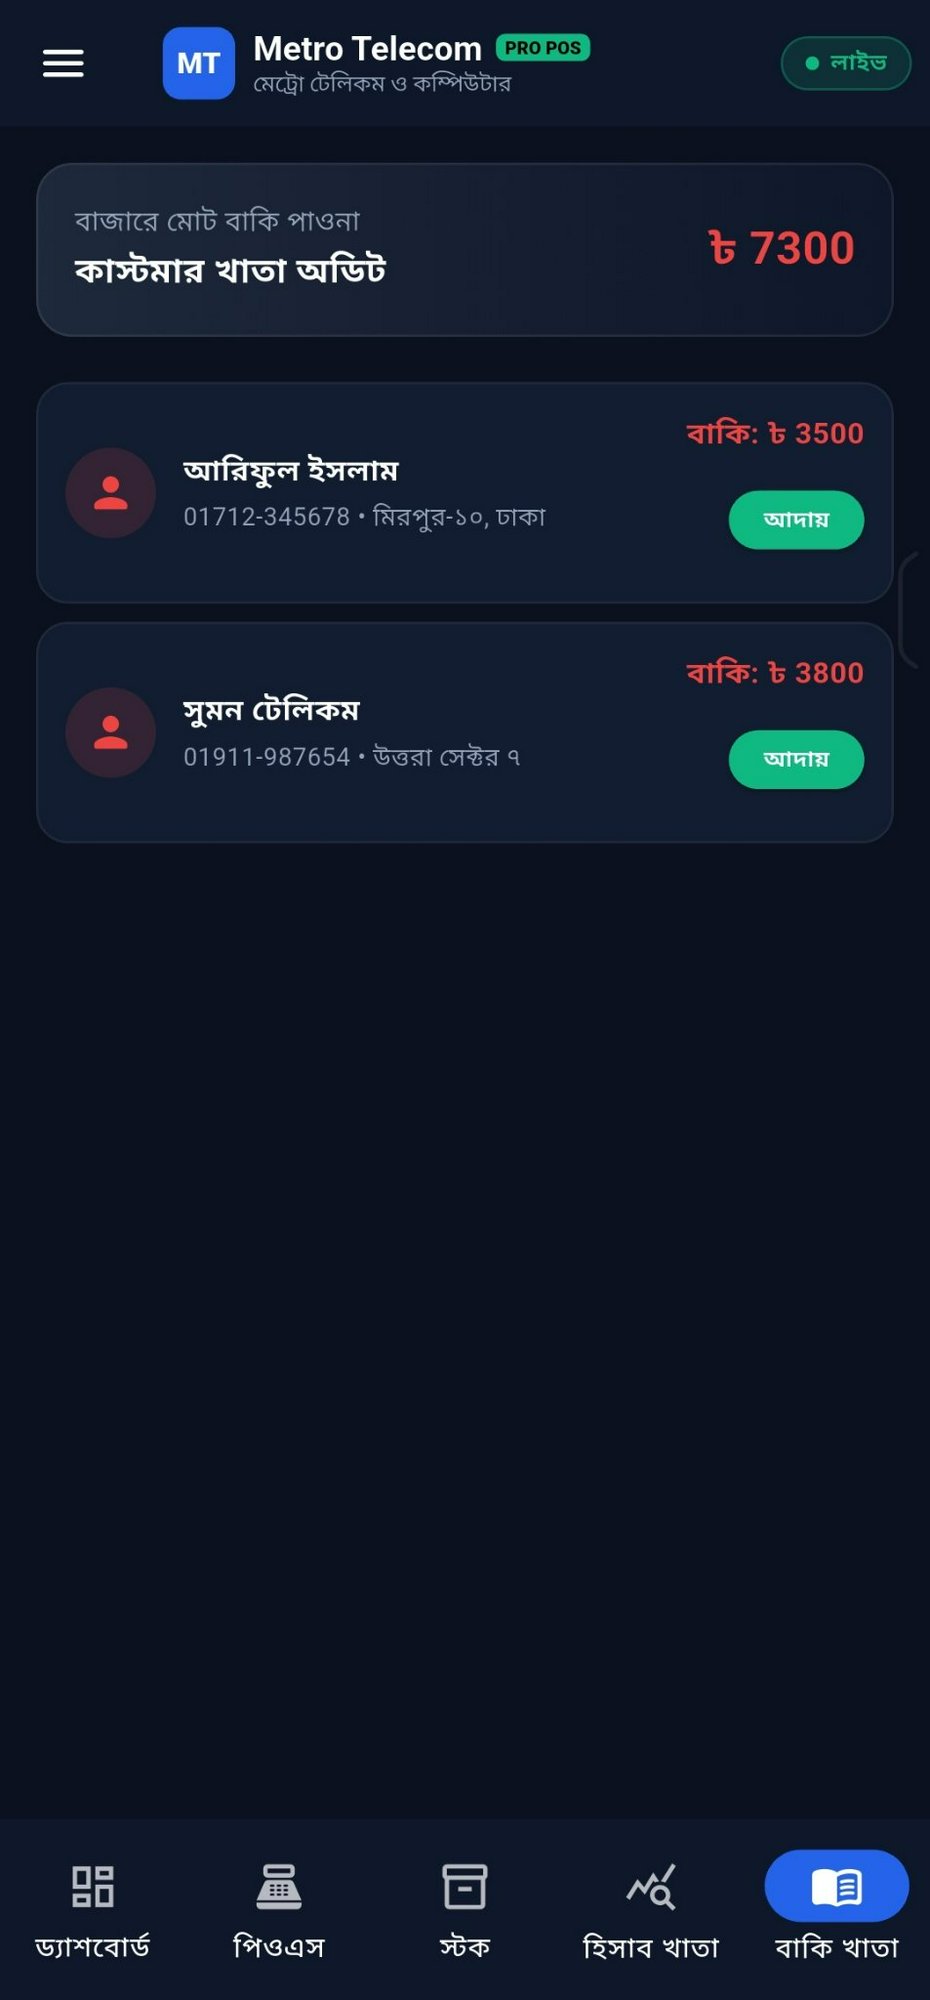 MT
Metro Telecom PRO POS
মেট্রো টেলিকম ও কম্পিউটার
লাইভ
বাজারে মোট বাকি পাওনা
কাস্টমার খাতা অডিট
৳ 7300
বাকি: ৳ 3500
আরিফুল ইসলাম
01712-345678 • মিরপুর-১০, ঢাকা
আদায়
বাকি: ৳ 3800
সুমন টেলিকম
01911-987654 • উত্তরা সেক্টর ৭
আদায়
ড্যাশবোর্ড
পিওএস
স্টক
হিসাব খাতা
বাকি খাতা